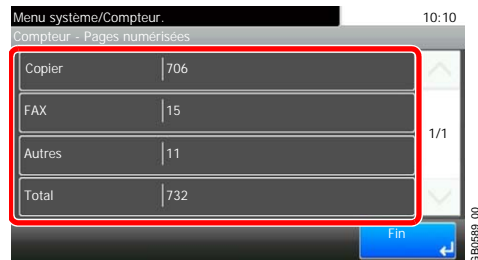 Menu système/Compteur. 10:10
Compteur - Pages numérisées
Copier 706
FAX 15
1/1
Autres 11
Total 732
Fin
GB0589_00